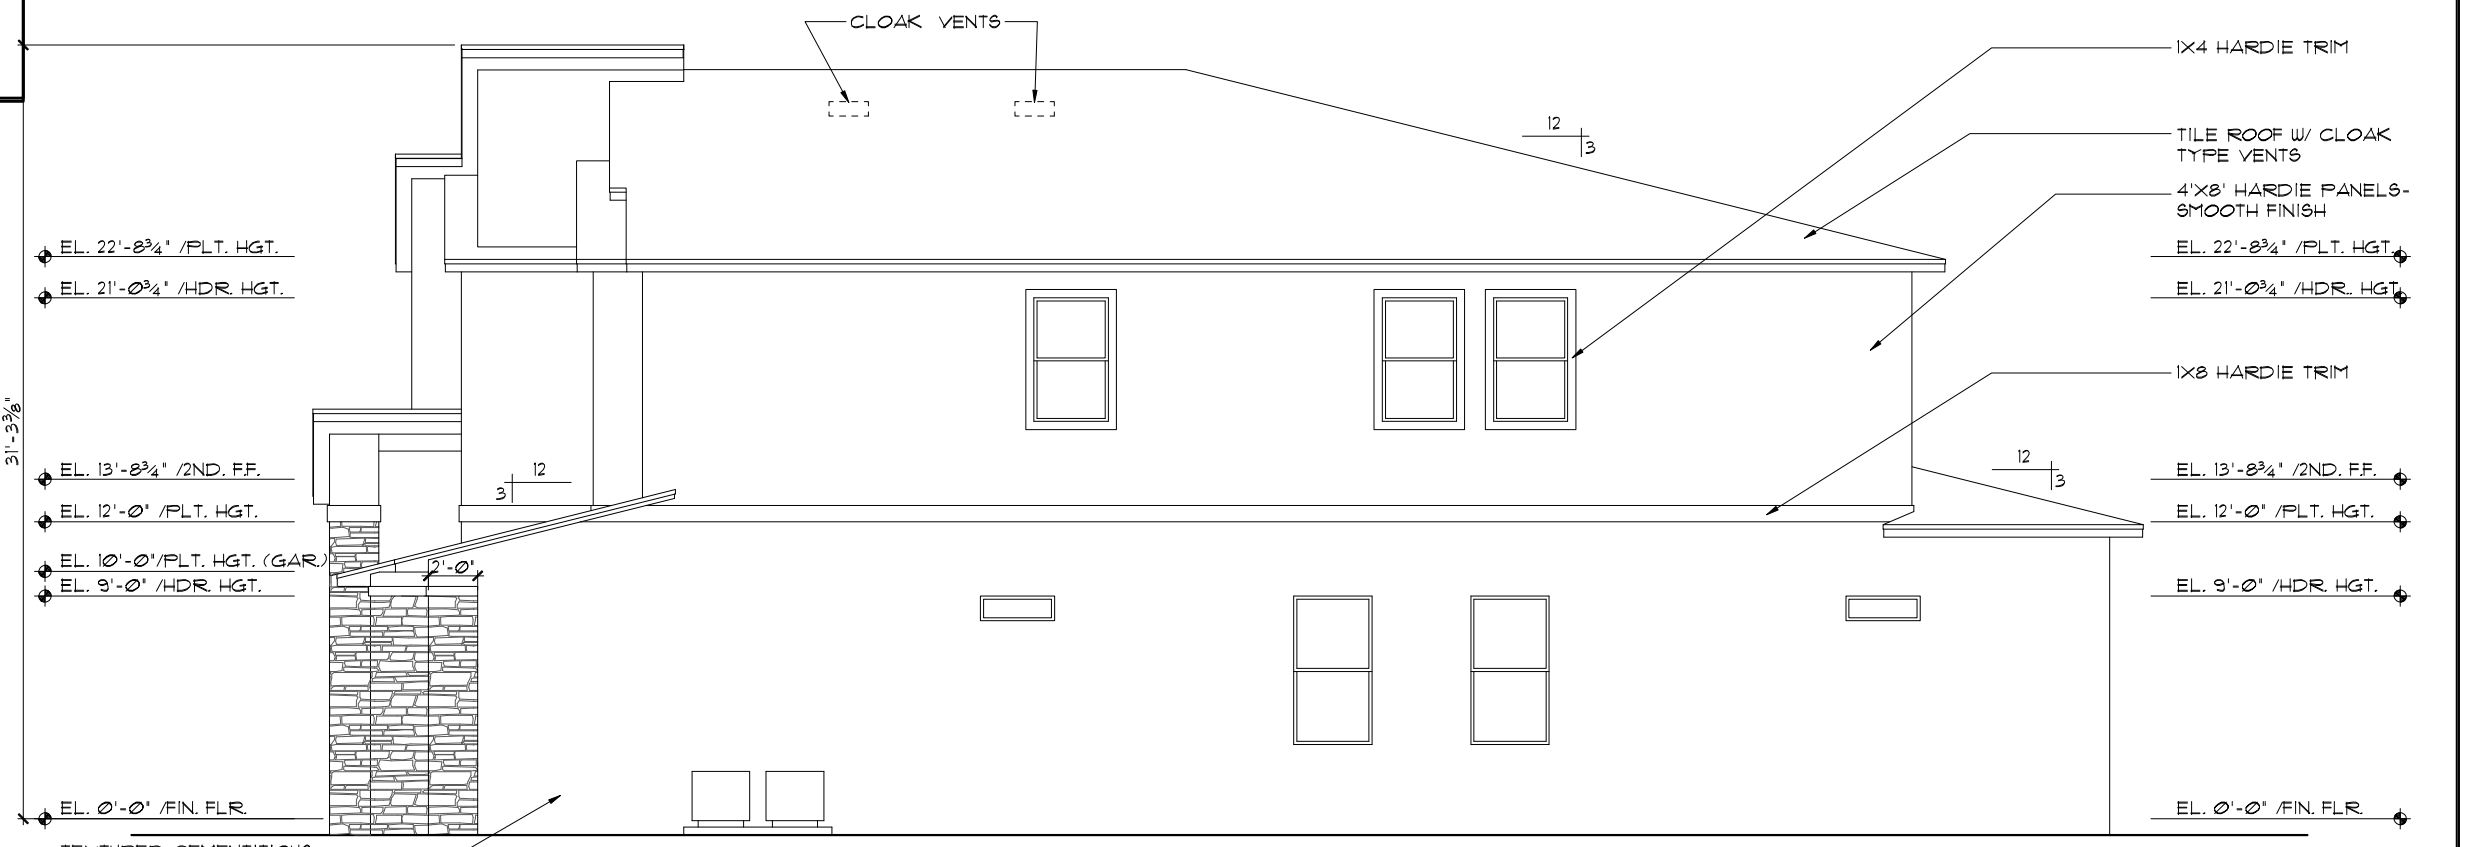 CLOAK VENTS
1X4 HARDIE TRIM
12
3
TILE ROOF W/ CLOAK
TYPE VENTS
4'X8' HARDIE PANELS-
SMOOTH FINISH
EL. 22'-8¾" /PLT. HGT.
EL. 22'-8¾" /PLT. HGT.
EL. 21'-0¾" /HDR. HGT.
EL. 21'-0¾" /HDR. HGT.
1X8 HARDIE TRIM
31'-3⅜"
EL. 13'-8¾" /2ND. F.F.
12
3
12
3
EL. 13'-8¾" /2ND. F.F.
EL. 12'-0" /PLT. HGT.
EL. 12'-0" /PLT. HGT.
EL. 10'-0"/PLT. HGT. (GAR.)
2'-0"
EL. 9'-0" /HDR. HGT.
EL. 9'-0" /HDR. HGT.
EL. 0'-0" /FIN. FLR.
EL. 0'-0" /FIN. FLR.